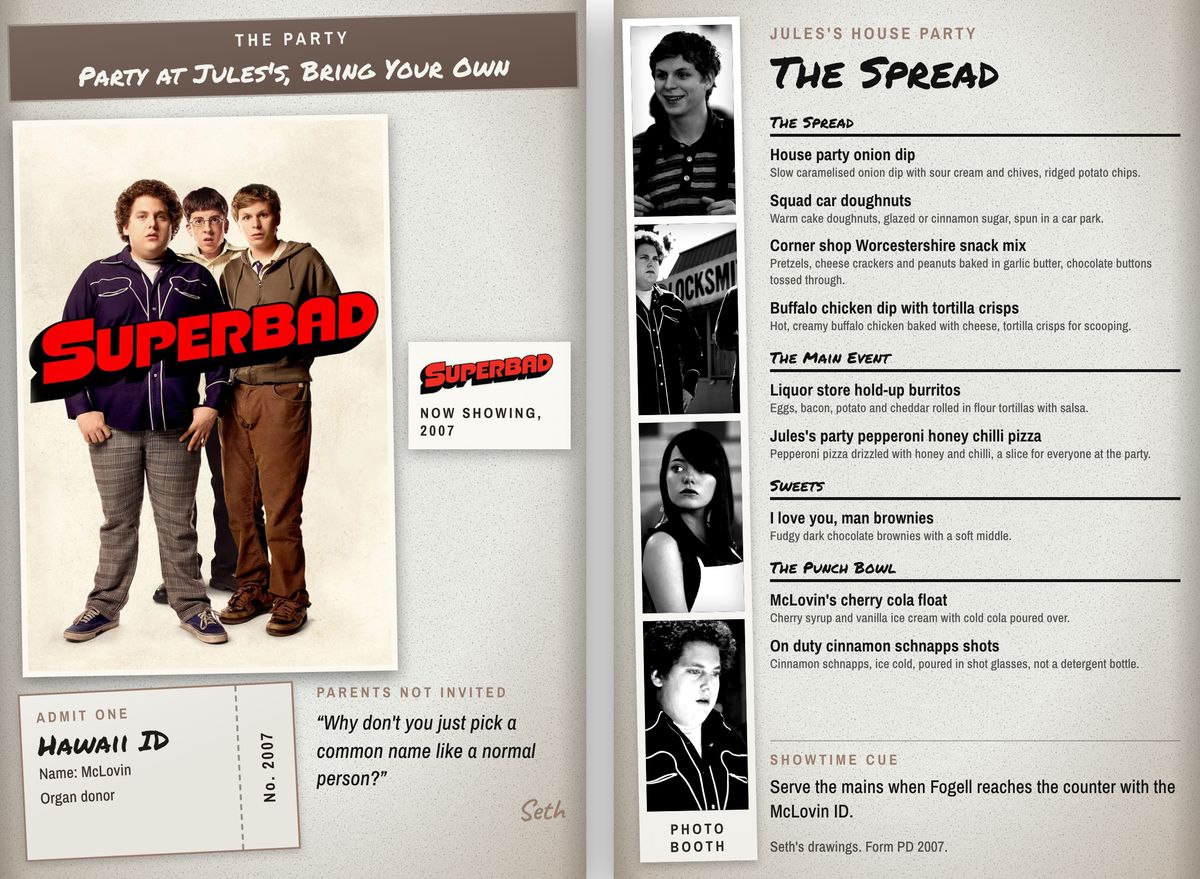 THE PARTY
PARTY AT JULES'S, BRING YOUR OWN
SUPERBAD
SUPERBAD
NOW SHOWING,
2007
ADMIT ONE
HAWAII ID
Name: McLovin
Organ donor
No. 2007
PARENTS NOT INVITED
“Why don't you just pick a
common name like a normal
person?”
Seth
LOCKSMI
PHOTO
BOOTH
JULES'S HOUSE PARTY
THE SPREAD
THE SPREAD
House party onion dip
Slow caramelised onion dip with sour cream and chives, ridged potato chips.
Squad car doughnuts
Warm cake doughnuts, glazed or cinnamon sugar, spun in a car park.
Corner shop Worcestershire snack mix
Pretzels, cheese crackers and peanuts baked in garlic butter, chocolate buttons
tossed through.
Buffalo chicken dip with tortilla crisps
Hot, creamy buffalo chicken baked with cheese, tortilla crisps for scooping.
THE MAIN EVENT
Liquor store hold-up burritos
Eggs, bacon, potato and cheddar rolled in flour tortillas with salsa.
Jules's party pepperoni honey chilli pizza
Pepperoni pizza drizzled with honey and chilli, a slice for everyone at the party.
SWEETS
I love you, man brownies
Fudgy dark chocolate brownies with a soft middle.
THE PUNCH BOWL
McLovin's cherry cola float
Cherry syrup and vanilla ice cream with cold cola poured over.
On duty cinnamon schnapps shots
Cinnamon schnapps, ice cold, poured in shot glasses, not a detergent bottle.
SHOWTIME CUE
Serve the mains when Fogell reaches the counter with the
McLovin ID.
Seth's drawings. Form PD 2007.